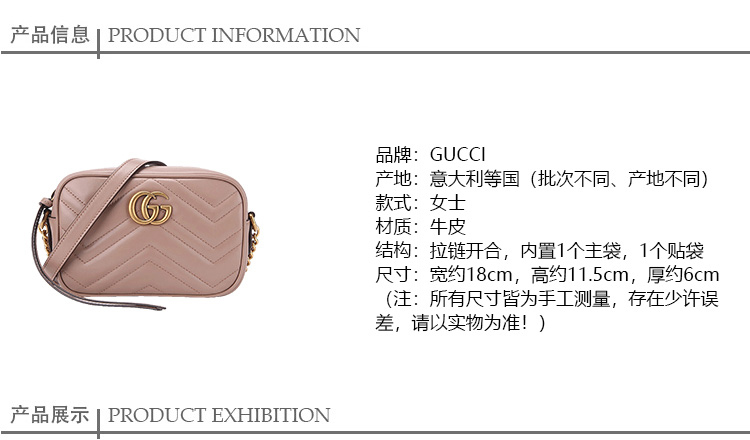 产品信息 PRODUCT INFORMATION
品牌：GUCCI
产地：意大利等国（批次不同、产地不同）
款式：女士
材质：牛皮
结构：拉链开合，内置1个主袋，1个贴袋
尺寸：宽约18cm，高约11.5cm，厚约6cm
（注：所有尺寸皆为手工测量，存在少许误
差，请以实物为准！）
产品展示 PRODUCT EXHIBITION